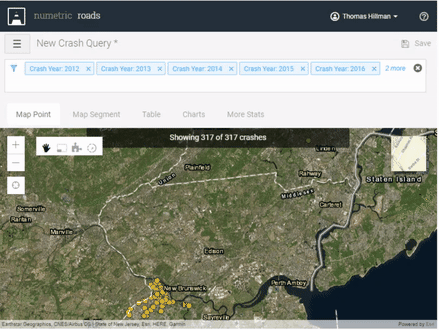 numetric roads
Thomas Hillman
New Crash Query *
Save
Crash Year: 2012 × Crash Year: 2013 × Crash Year: 2014 × Crash Year: 2015 × Crash Year: 2016 × 2 more
Map Point Map Segment Table Charts More Stats
Showing 317 of 317 crashes
Plainfield
Union
Linden
Rahway
Staten Island
Middlesex
Carteret
Somerville
Raritan
Manville
Edison
Perth Amboy
New Brunswick
Sayreville
Earthstar Geographics, CNES/Airbus DS | State of New Jersey, Esri, HERE, Garmin
Powered by Esri